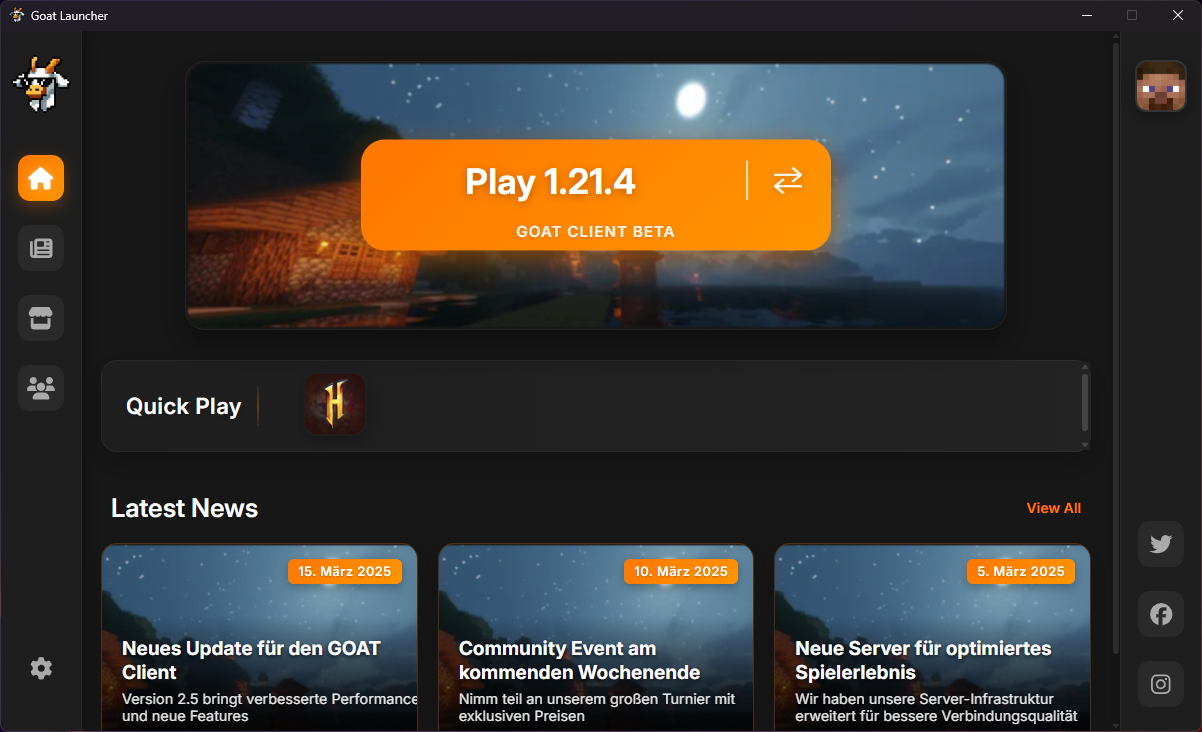 Goat Launcher
Play 1.21.4
GOAT CLIENT BETA
Quick Play
H
Latest News
View All
15. März 2025
Neues Update für den GOAT
Client
Version 2.5 bringt verbesserte Performance
und neue Features
10. März 2025
Community Event am
kommenden Wochenende
Nimm teil an unserem großen Turnier mit
exklusiven Preisen
5. März 2025
Neue Server für optimiertes
Spielerlebnis
Wir haben unsere Server-Infrastruktur
erweitert für bessere Verbindungsqualität